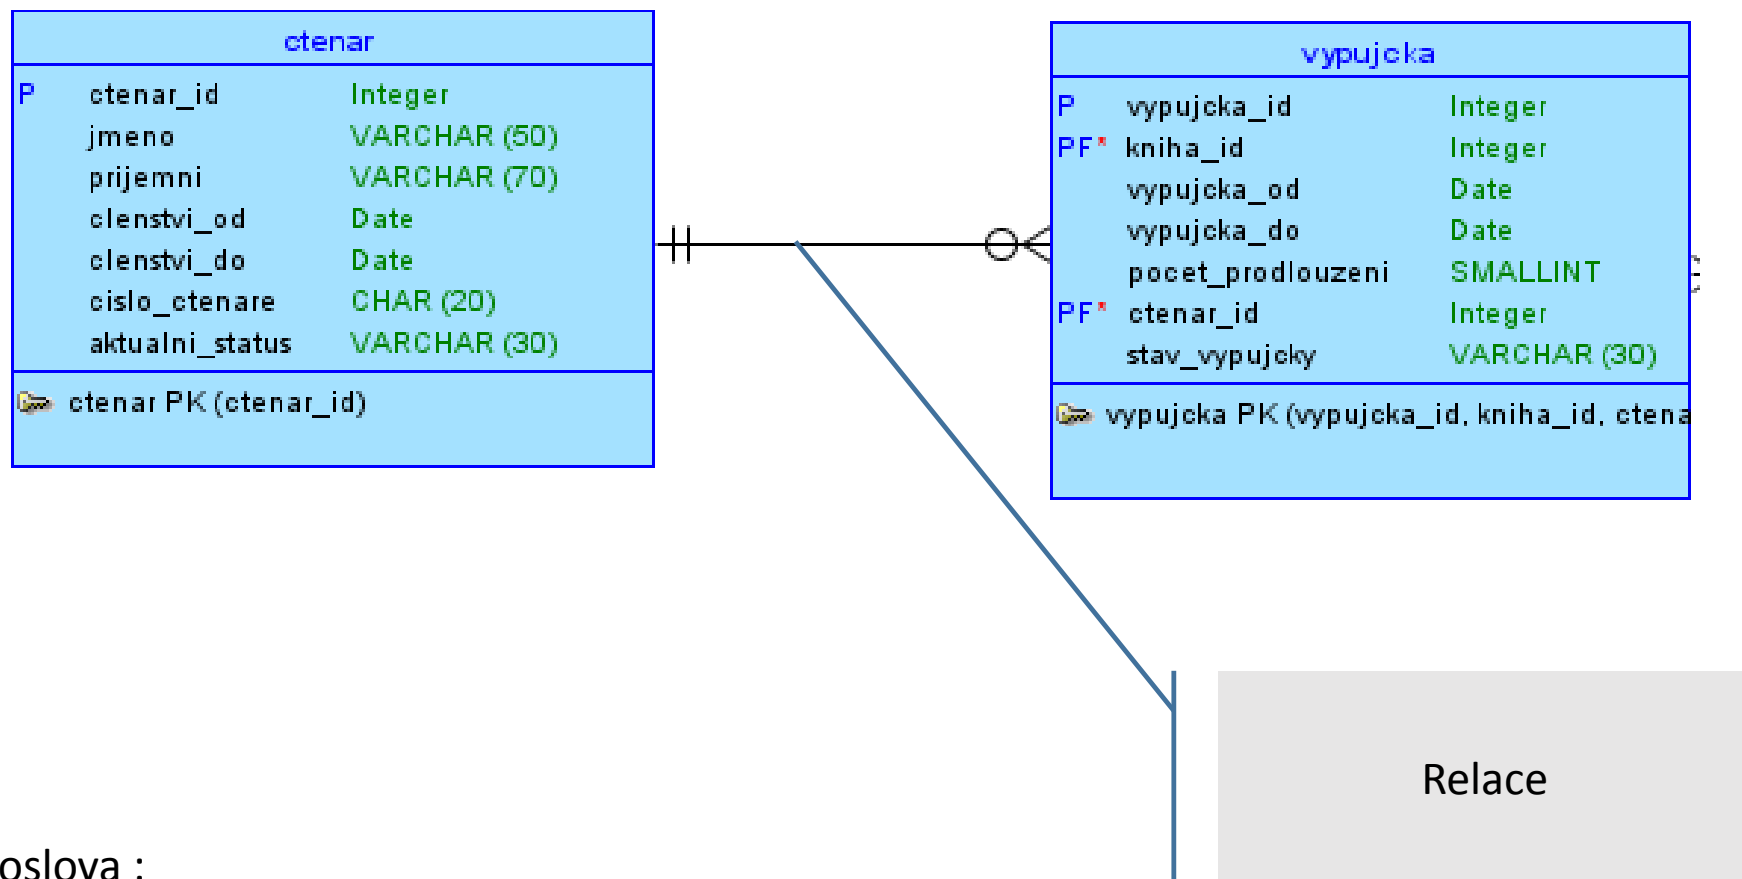 ctenar
P ctenar_id Integer
jmeno VARCHAR (50)
prijemni VARCHAR (70)
clenstvi_od Date
clenstvi_do Date
cislo_ctenare CHAR (20)
aktualni_status VARCHAR (30)
ctenar PK (ctenar_id)
vypujcka
P vypujcka_id Integer
PF* kniha_id Integer
vypujcka_od Date
vypujcka_do Date
pocet_prodlouzeni SMALLINT
PF* ctenar_id Integer
stav_vypujcky VARCHAR (30)
vypujcka PK (vypujcka_id, kniha_id, ctena
Relace
oslova :